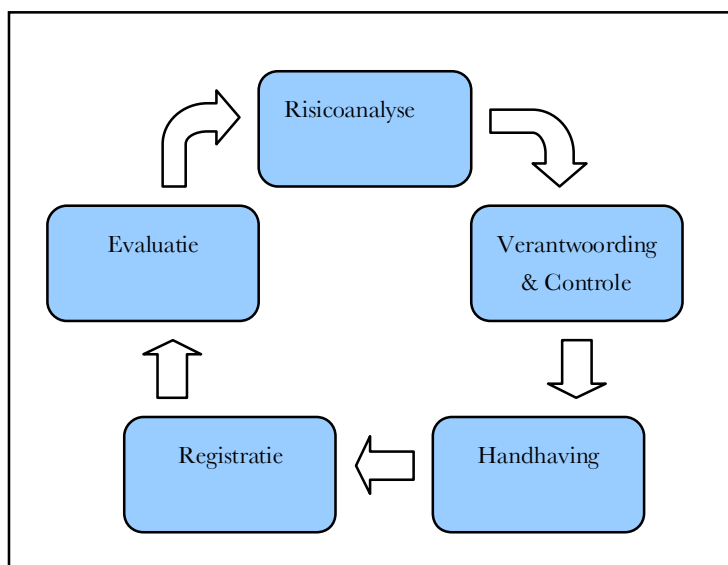 Risicoanalyse
Verantwoording
& Controle
Handhaving
Registratie
Evaluatie